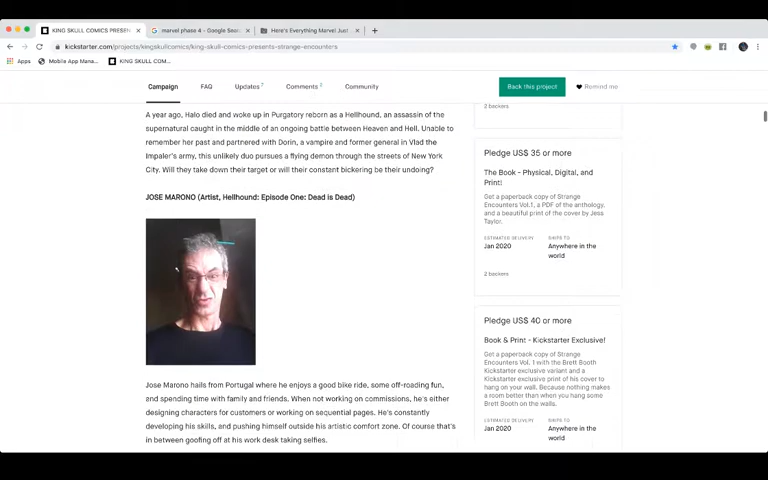 KING SKULL COMICS PRESENTS
marvel phase 4 - Google Sear
Here's Everything Marvel Just
kickstarter.com/projects/kingskullcomics/king-skull-comics-presents-strange-encounters
Apps
Mobile App Mana...
KING SKULL COM...
Campaign
FAQ
Updates 7
Comments
Community
Back this project
Remind me
A year ago, Halo died and woke up in Purgatory reborn as a Hellhound, an assassin of the
supernatural caught in the middle of an ongoing battle between Heaven and Hell. Unable to
remember her past and partnered with Dorin, a vampire and former general in Vlad the
Impaler's army, this unlikely duo pursues a flying demon through the streets of New York
City. Will they take down their target or will their constant bickering be their undoing?
JOSE MARONO (Artist, Hellhound: Episode One: Dead is Dead)
Jose Marono hails from Portugal where he enjoys a good bike ride, some off-roading fun,
and spending time with family and friends. When not working on commissions, he's either
designing characters for customers or working on sequential pages. He's constantly
developing his skills, and pushing himself outside his artistic comfort zone. Of course that's
in between goofing off at his work desk taking selfies.
2 backers
Pledge US$ 35 or more
The Book - Physical, Digital, and
Print!
Get a paperback copy of Strange
Encounters Vol.1, a PDF of the anthology,
and a beautiful print of the cover by Jesa
Taylor.
ESTIMATED DELIVERY
Jan 2020
SHIPS TO
Anywhere in the
world
2 backers
Pledge US$ 40 or more
Book & Print - Kickstarter Exclusive!
Get a paperback copy of Strange
Encounters Vol. 1 with the Brett Booth
Kickstarter exclusive variant and a
Kickstarter exclusive print of his cover to
hang on your wall. Because nothing makes
a room better than when you hang some
Brett Booth on the walls.
ESTIMATED DELIVERY
Jan 2020
SHIPS TO
Anywhere in the
world